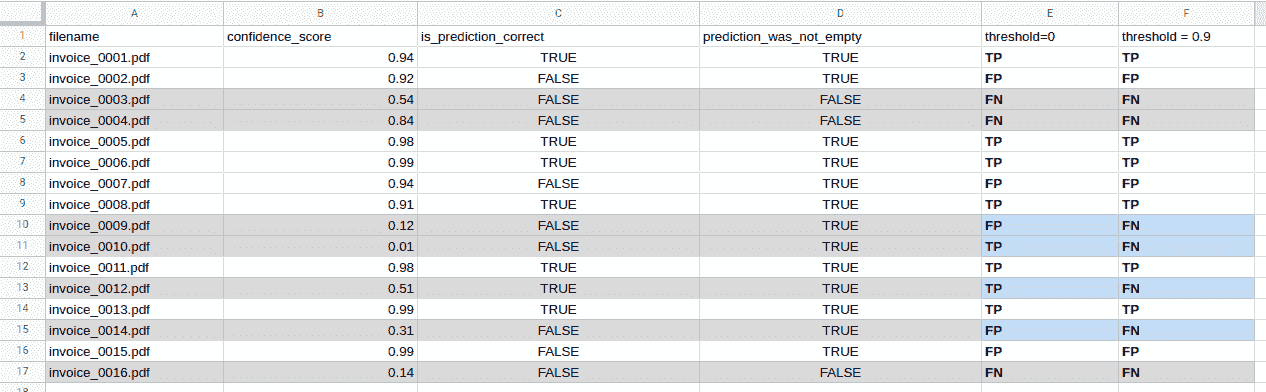 A B C D E F
1 filename confidence_score is_prediction_correct prediction_was_not_empty threshold=0 threshold = 0.9
2 invoice_0001.pdf 0.94 TRUE TRUE TP TP
3 invoice_0002.pdf 0.92 FALSE TRUE FP FP
4 invoice_0003.pdf 0.54 FALSE FALSE FN FN
5 invoice_0004.pdf 0.84 FALSE FALSE FN FN
6 invoice_0005.pdf 0.98 TRUE TRUE TP TP
7 invoice_0006.pdf 0.99 TRUE TRUE TP TP
8 invoice_0007.pdf 0.94 FALSE TRUE FP FP
9 invoice_0008.pdf 0.91 TRUE TRUE TP TP
10 invoice_0009.pdf 0.12 FALSE TRUE FP FN
11 invoice_0010.pdf 0.01 FALSE TRUE TP FN
12 invoice_0011.pdf 0.98 TRUE TRUE TP TP
13 invoice_0012.pdf 0.51 TRUE TRUE TP FN
14 invoice_0013.pdf 0.99 TRUE TRUE TP TP
15 invoice_0014.pdf 0.31 FALSE TRUE FP FN
16 invoice_0015.pdf 0.99 FALSE TRUE FP FP
17 invoice_0016.pdf 0.14 FALSE FALSE FN FN